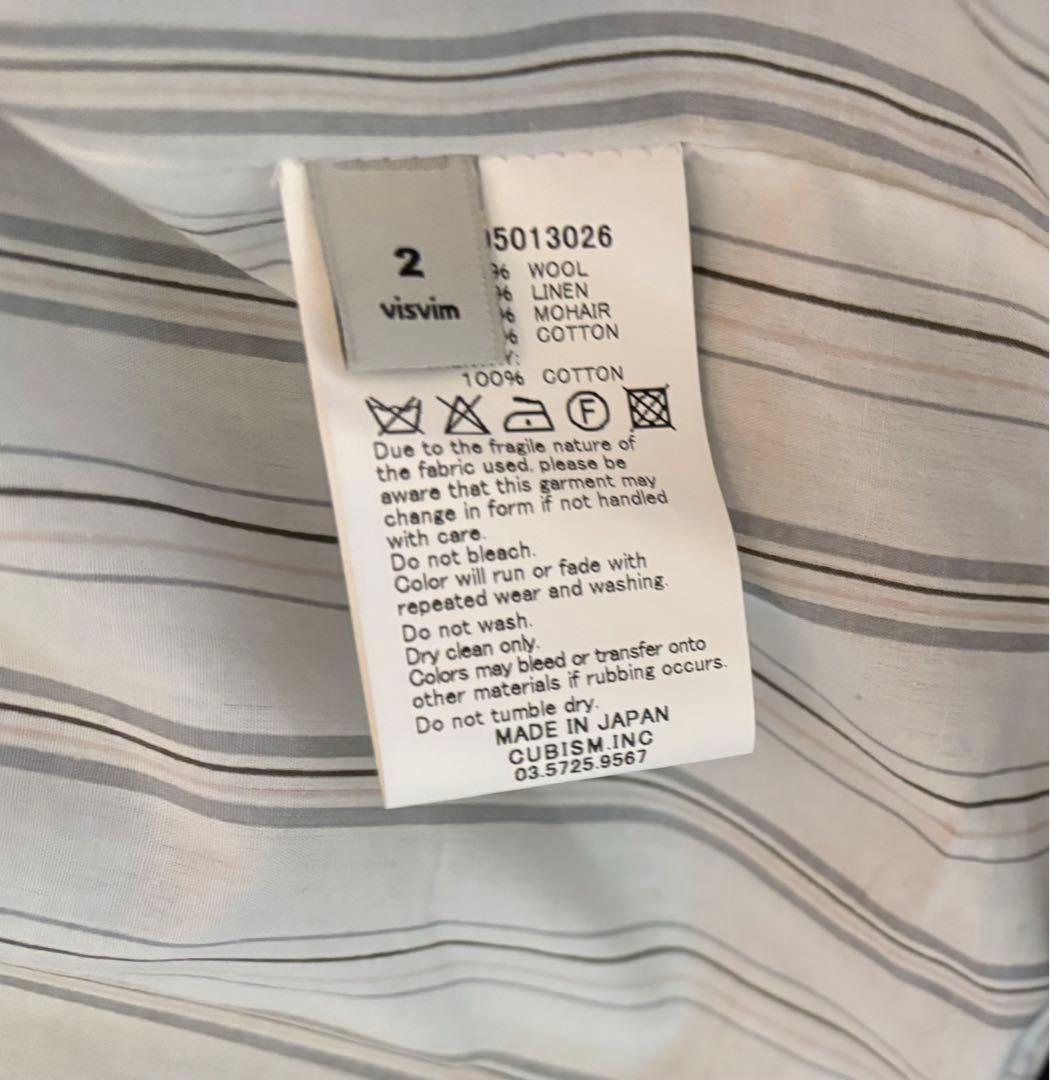 2
visvim
5013026
% WOOL
% LINEN
% MOHAIR
% COTTON
Y:
100% COTTON
F
Due to the fragile nature of
the fabric used, please be
aware that this garment may
change in form if not handled
with care.
Do not bleach.
Color will run or fade with
repeated wear and washing.
Do not wash.
Dry clean only.
Colors may bleed or transfer onto
other materials if rubbing occurs.
Do not tumble dry.
MADE IN JAPAN
CUBISM.INC
03.5725.9567